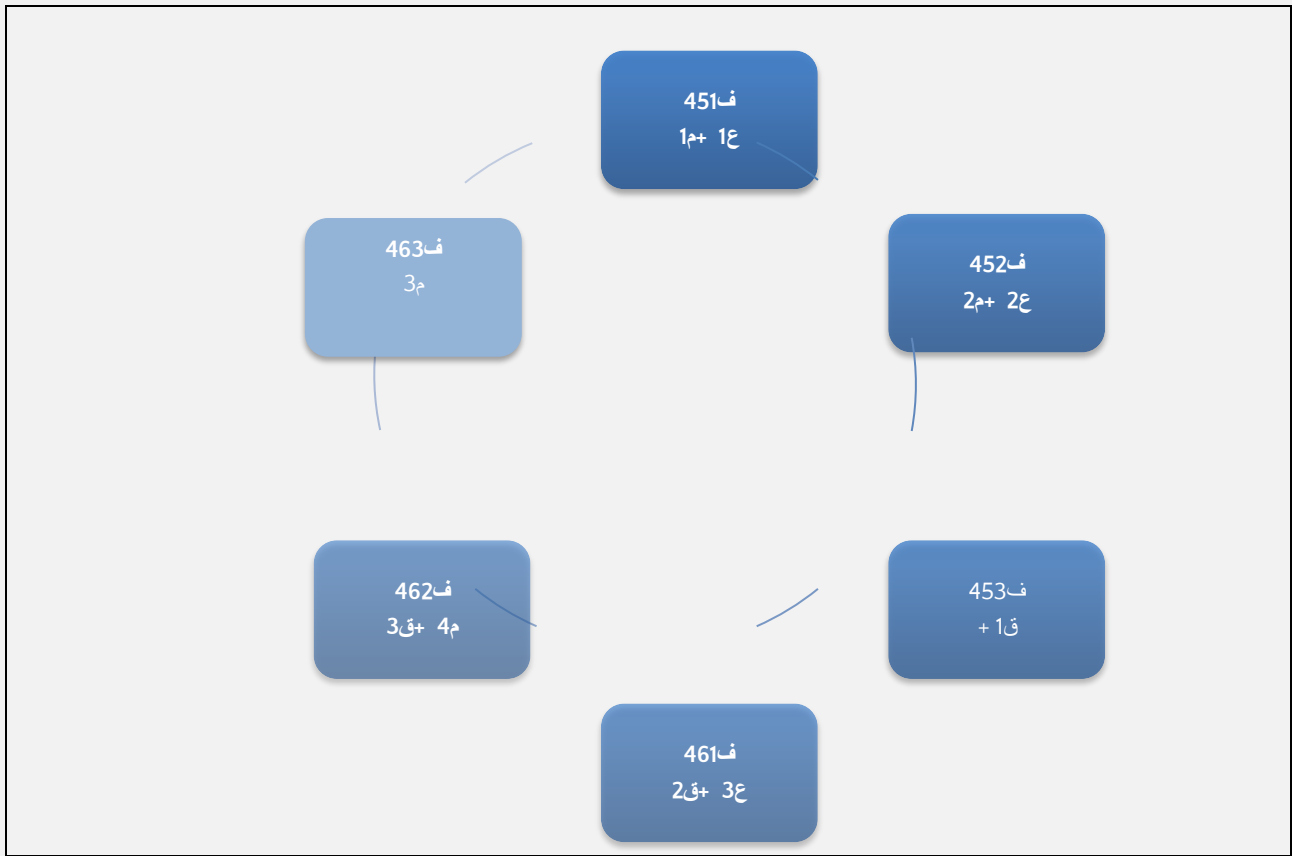 ف451
ع1 +م1
ف452
ع2 +م2
ف453
ق1 +
ف461
ع3 +ق2
ف462
م4 +ق3
ف463
م3